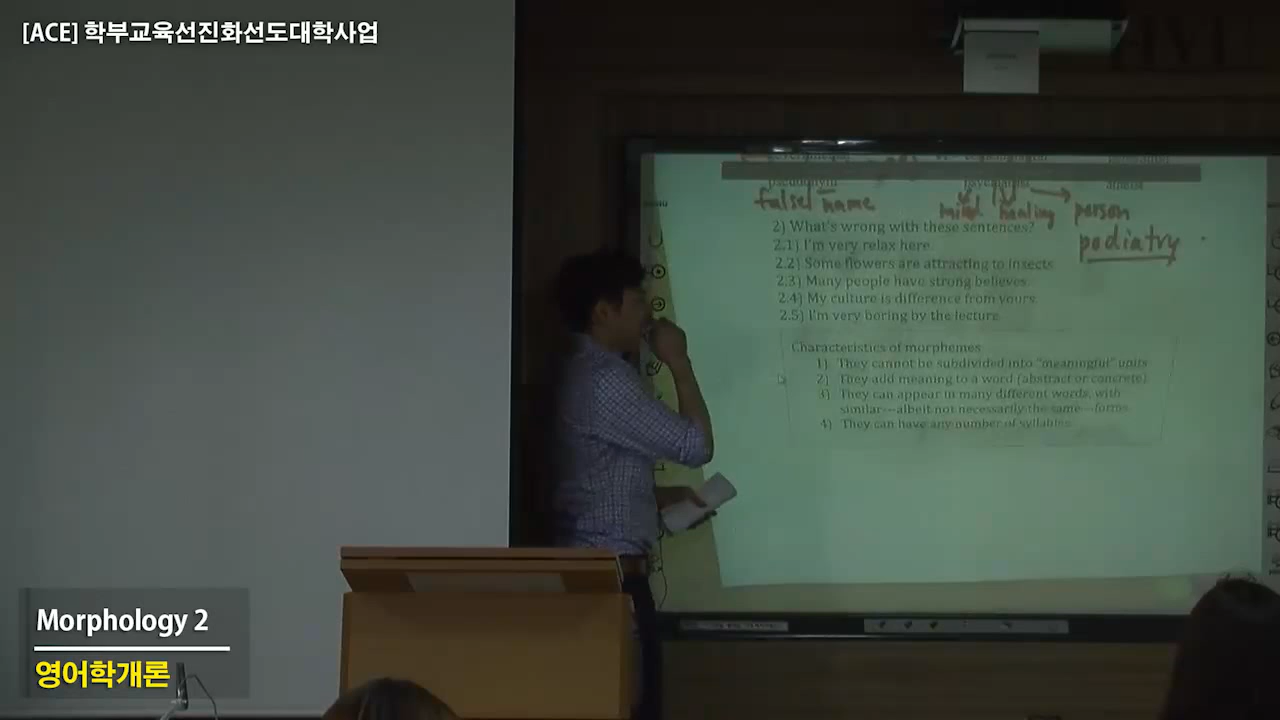 [ACE] 학부교육선진화선도대학사업
pseudonym psychiatrist atheist
false name mind healing person
podiatry
2) What's wrong with these sentences?
2.1) I'm very relax here.
2.2) Some flowers are attracting to insects.
2.3) Many people have strong believes.
2.4) My culture is difference from yours.
2.5) I'm very boring by the lecture.
Characteristics of morphemes
1) They cannot be subdivided into "meaningful" units
2) They add meaning to a word (abstract or concrete)
3) They can appear in many different words, with
similar---albeit not necessarily the same---forms.
4) They can have any number of syllables.
Morphology 2
영어학개론